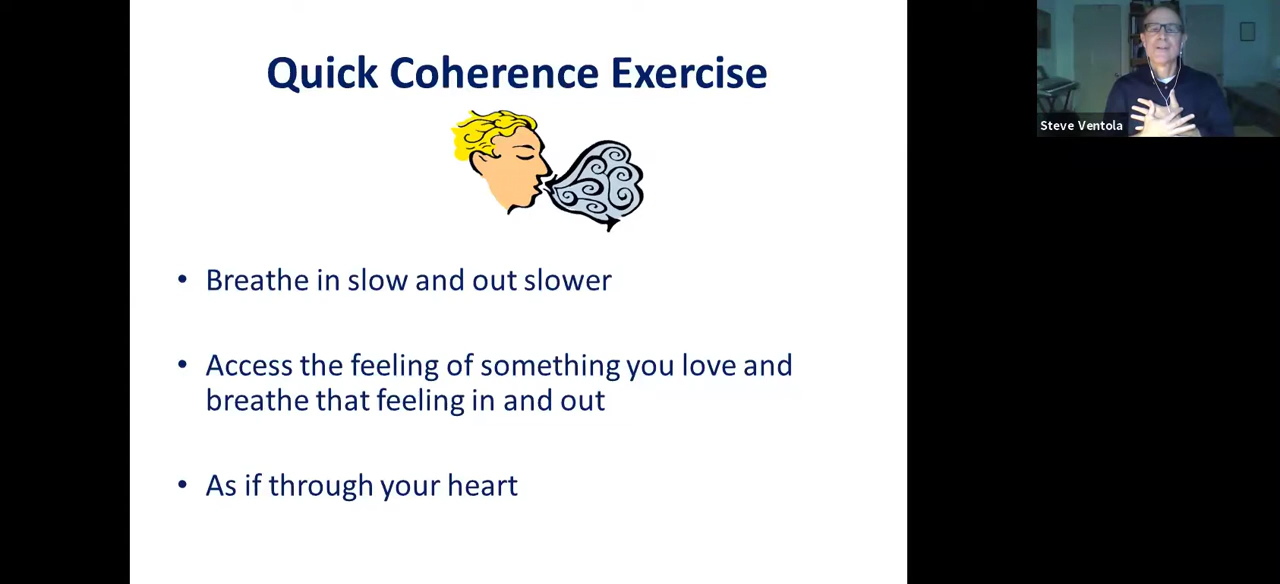 Quick Coherence Exercise
Steve Ventola
• Breathe in slow and out slower
• Access the feeling of something you love and
breathe that feeling in and out
• As if through your heart